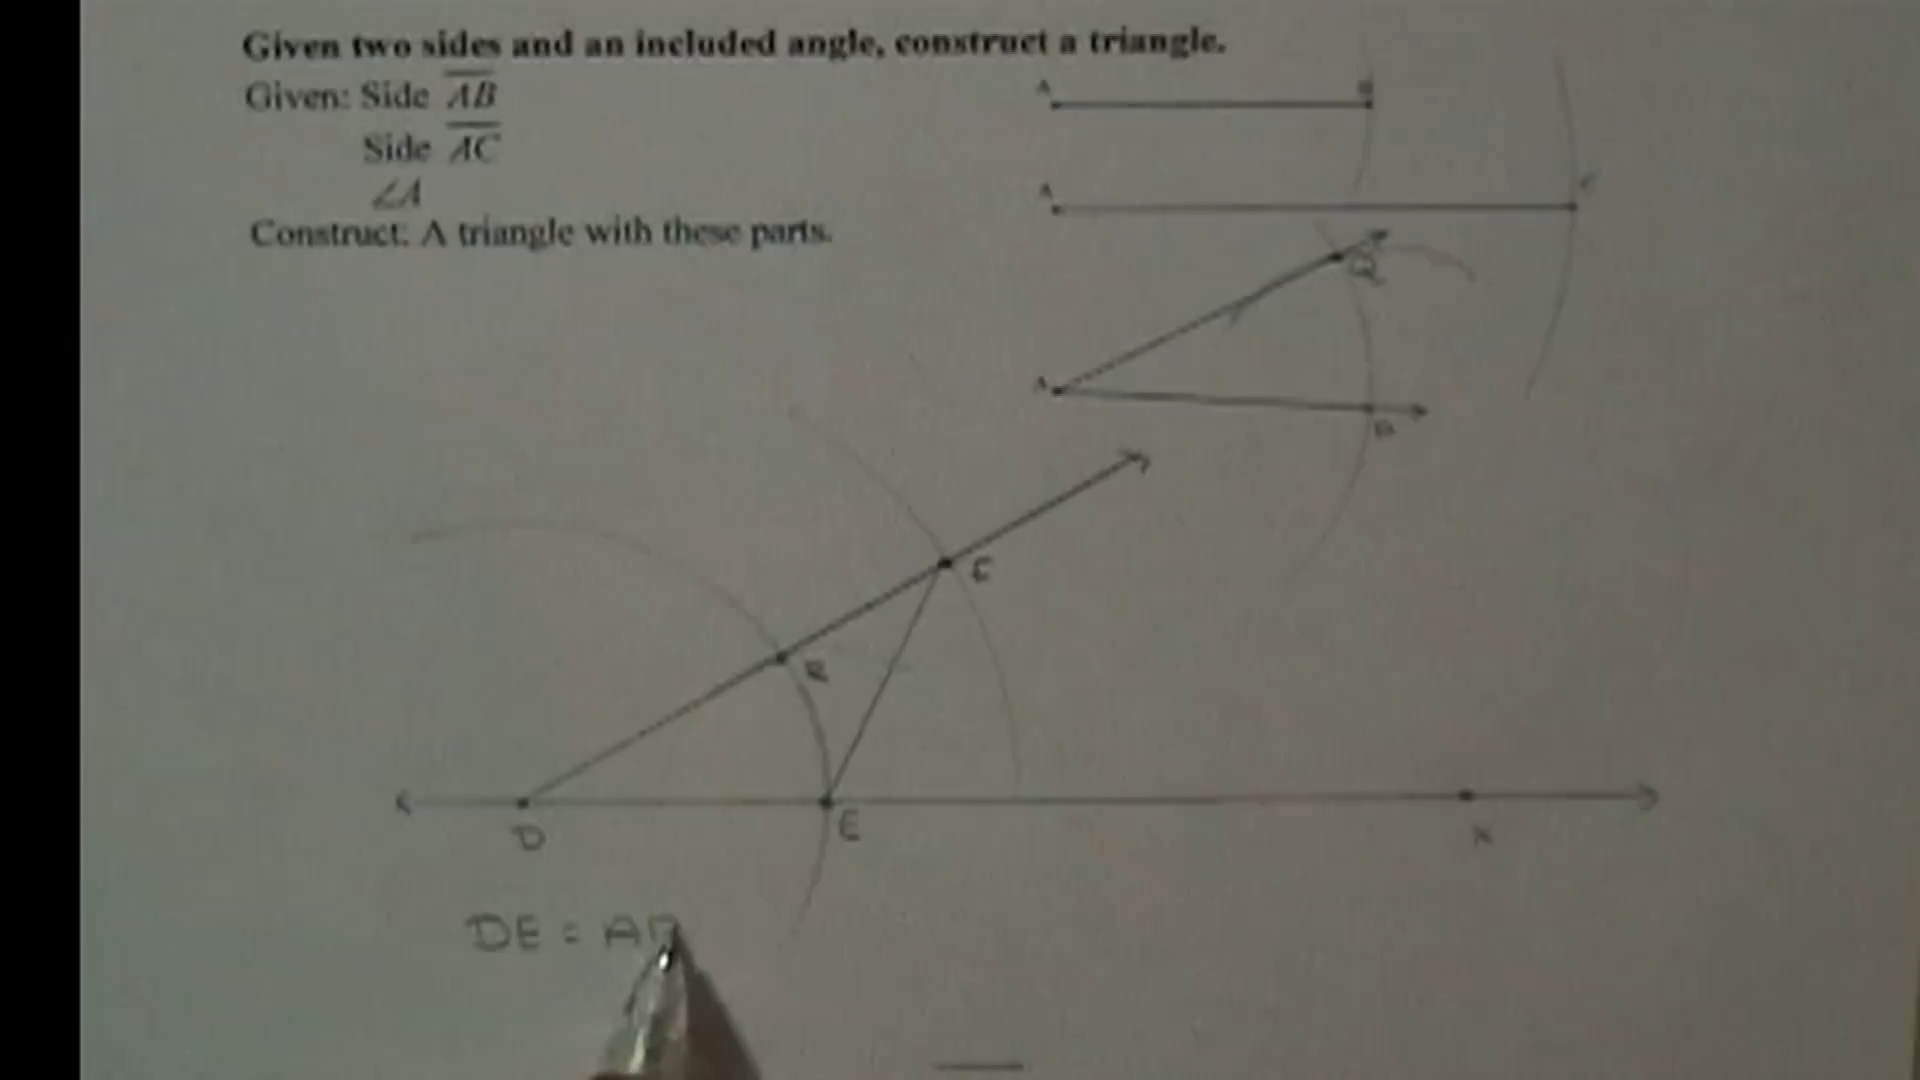 Given two sides and an included angle, construct a triangle.
Given: Side AB
Side AC
∠A
Construct: A triangle with these parts.
A B
A C
A
R
D E X
DE = AB